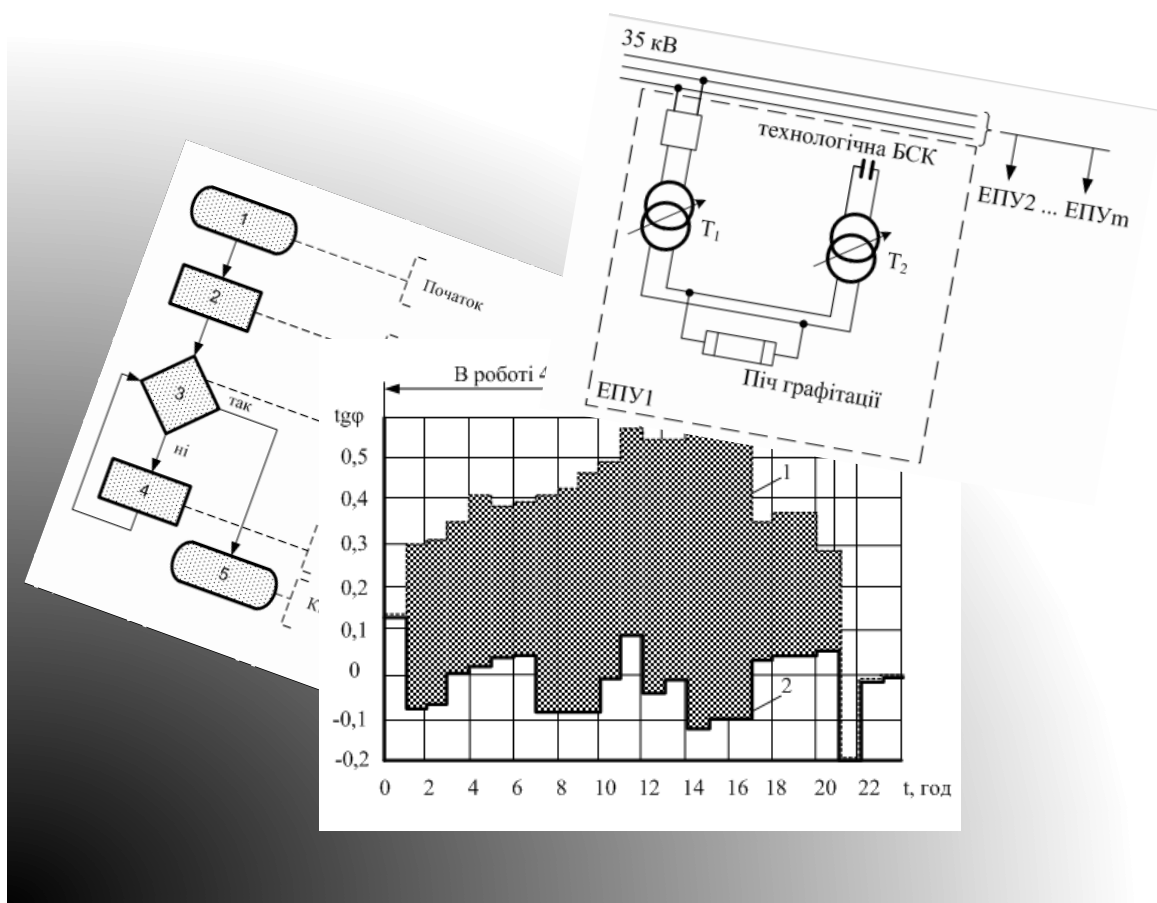 35 кВ
технологічна БСК
ЕПУ2 ... ЕПУm
T₁
T₂
Піч графітації
ЕПУ1
1
2
3
так
ні
4
5
Початок
В роботі
tgφ
0,5
0,4
0,3
0,2
0,1
0
-0,1
-0,2
1
2
0 2 4 6 8 10 12 14 16 18 20 22 t, год